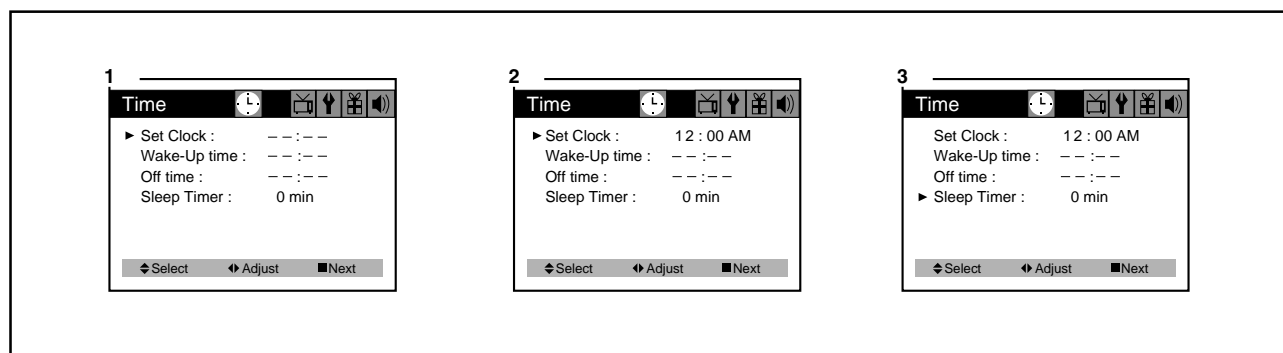 1
Time
► Set Clock : – – : – –
Wake-Up time : – – : – –
Off time : – – : – –
Sleep Timer : 0 min
Select Adjust Next
2
Time
► Set Clock : 12 : 00 AM
Wake-Up time : – – : – –
Off time : – – : – –
Sleep Timer : 0 min
Select Adjust Next
3
Time
Set Clock : 12 : 00 AM
Wake-Up time : – – : – –
Off time : – – : – –
► Sleep Timer : 0 min
Select Adjust Next